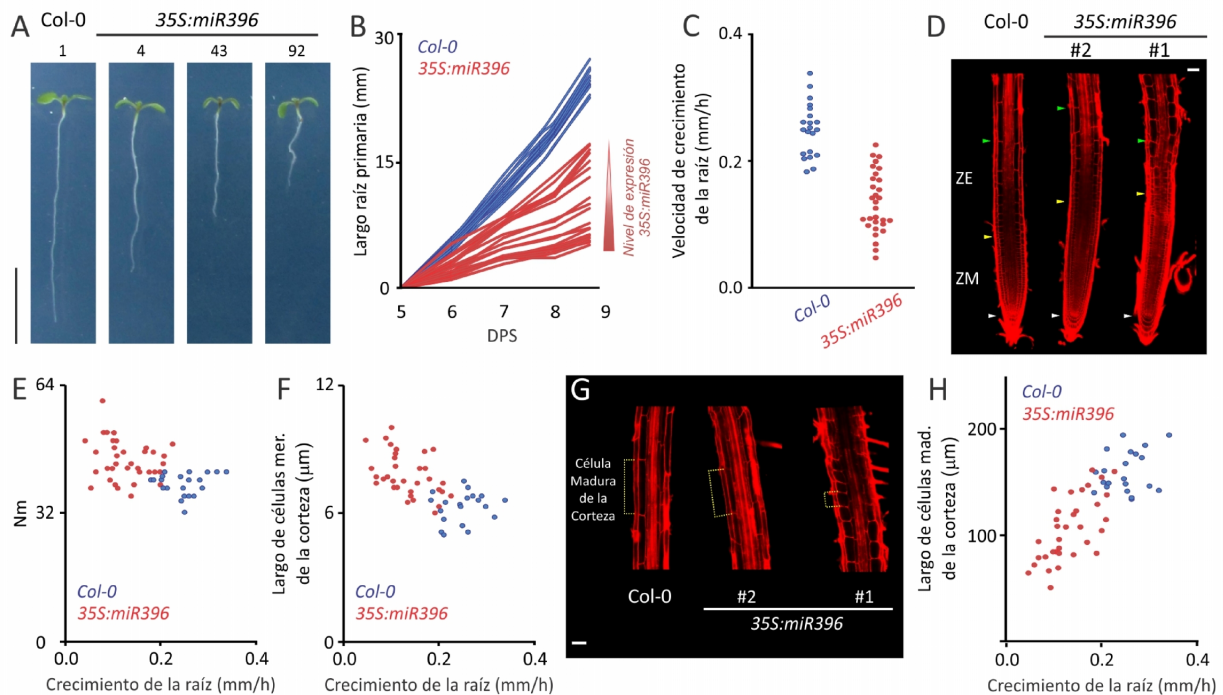 A
Col-0
35S:miR396
1
4
43
92
B
Largo raíz primaria (mm)
30
15
0
Col-0
35S:miR396
Nivel de expresión
35S:miR396
5
6
7
8
9
DPS
C
Velocidad de crecimiento
de la raíz (mm/h)
0.4
0.2
0.0
Col-0
35S:miR396
D
Col-0
35S:miR396
#2
#1
ZE
ZM
E
Nm
64
32
0
Col-0
35S:miR396
0.0
0.2
0.4
Crecimiento de la raíz (mm/h)
F
Largo de células mer.
de la corteza (μm)
12
6
0
Col-0
35S:miR396
0.0
0.2
0.4
Crecimiento de la raíz (mm/h)
G
Célula
Madura
de la
Corteza
Col-0
#2
#1
35S:miR396
H
Largo de células mad.
de la corteza (μm)
Col-0
35S:miR396
200
100
0.0
0.2
0.4
Crecimiento de la raíz (mm/h)